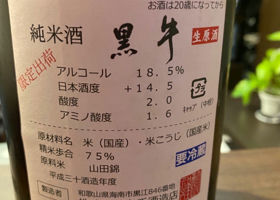 お酒は20歳になってから
純米酒 黒牛 生原酒
限定出荷
アルコール 18.5%
日本酒度 +14.5
酸度 2.0
アミノ酸度 1.6
キャップ (中栓)
原材料名 米(国産)・米こうじ(国産米)
精米歩合 75%
原料米 山田錦
平成三十酒造年度
要冷蔵
製造者 和歌山県海南市黒江846番地